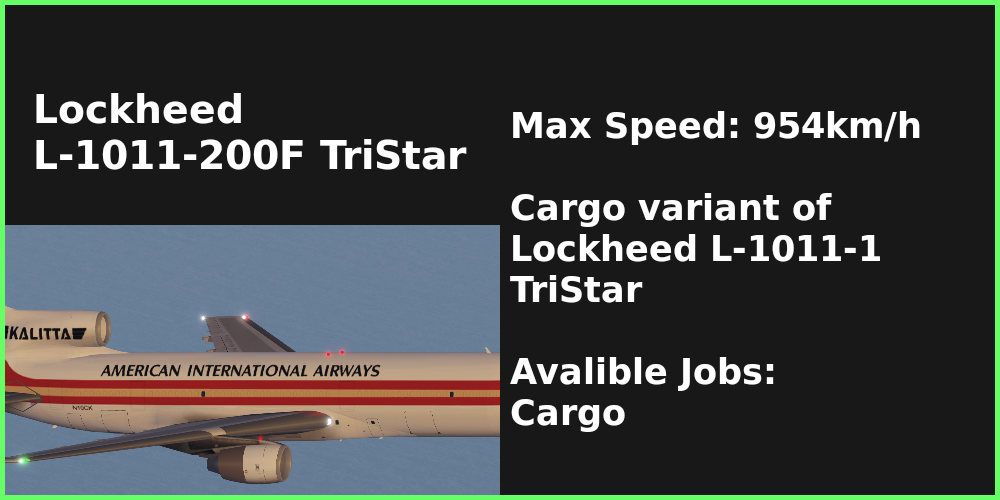 Lockheed
L-1011-200F TriStar
Max Speed: 954km/h
Cargo variant of
Lockheed L-1011-1
TriStar
Avalible Jobs:
Cargo
KALITTA
AMERICAN INTERNATIONAL AIRWAYS
N10CK